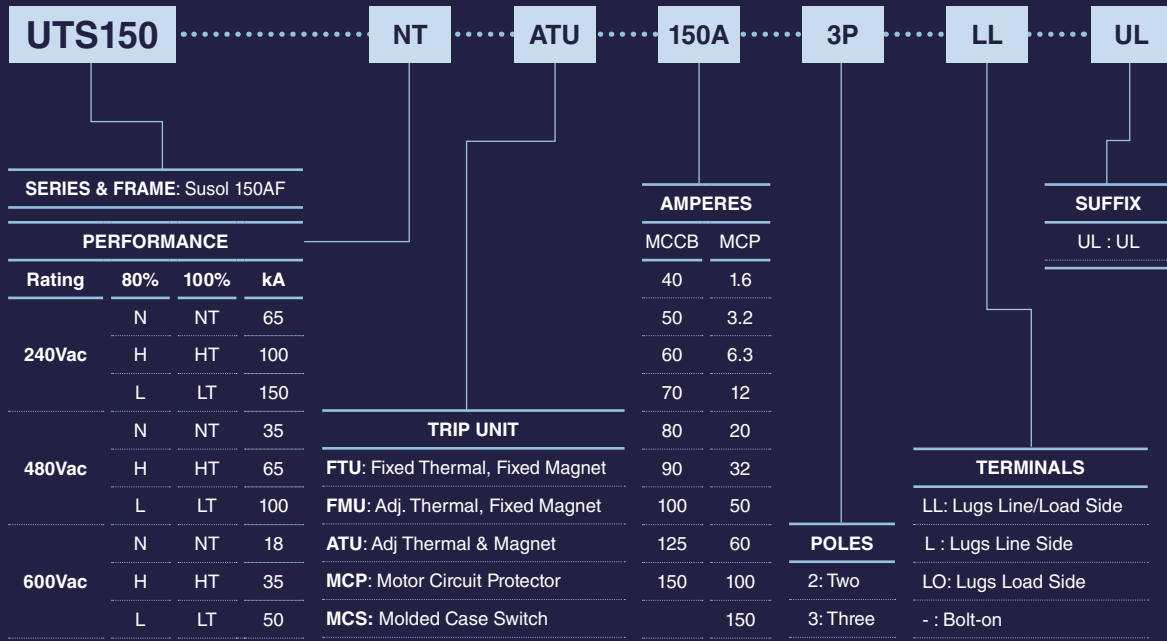 UTS150 NT ATU 150A 3P LL UL
SERIES & FRAME: Susol 150AF
PERFORMANCE
Rating 80% 100% kA
240Vac
N NT 65
H HT 100
L LT 150
480Vac
N NT 35
H HT 65
L LT 100
600Vac
N NT 18
H HT 35
L LT 50
TRIP UNIT
FTU: Fixed Thermal, Fixed Magnet
FMU: Adj. Thermal, Fixed Magnet
ATU: Adj Thermal & Magnet
MCP: Motor Circuit Protector
MCS: Molded Case Switch
AMPERES
MCCB MCP
40 1.6
50 3.2
60 6.3
70 12
80 20
90 32
100 50
125 60
150 100
150
POLES
2: Two
3: Three
TERMINALS
LL: Lugs Line/Load Side
L : Lugs Line Side
LO: Lugs Load Side
- : Bolt-on
SUFFIX
UL : UL